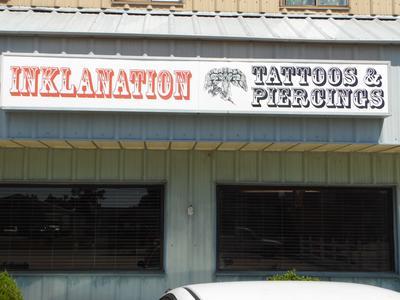 INKLANATION
TATTOOS &
PIERCINGS